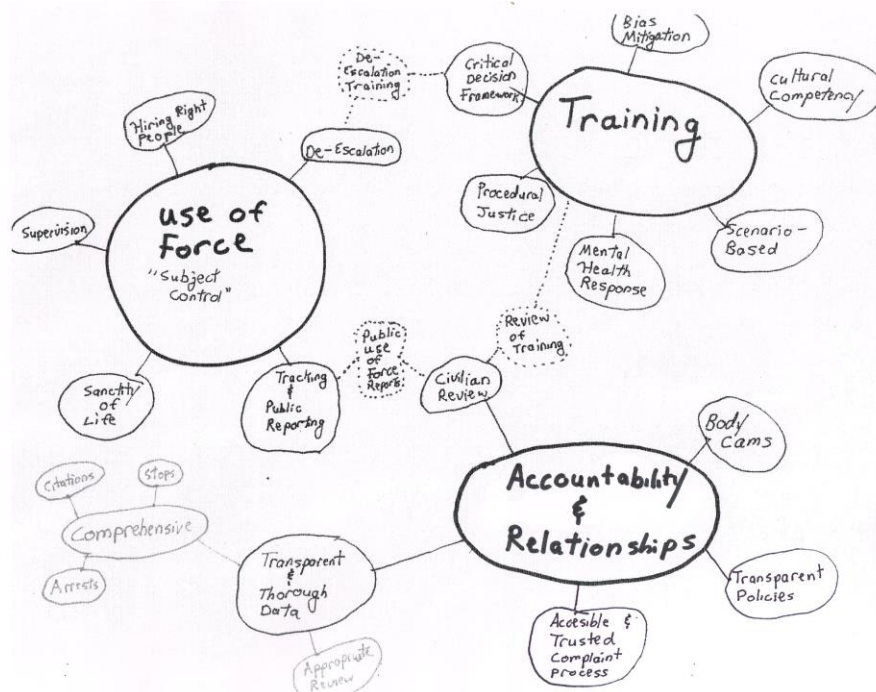 Bias
Mitigation
De-
Escalation
Training
Critical
Decision
Framework
Training
Cultural
Competency
Hiring Right
People
De-Escalation
use of
Force
"Subject
Control"
Supervision
Procedural
Justice
Mental
Health
Response
Scenario-
Based
Sanctity
of
Life
Tracking
&
Public
Reporting
Public
use
of
Force
Reports
Civilian
Review
Review
of
Training
Body
Cams
Accountability
&
Relationships
Citations
Stops
Comprehensive
Arrests
Transparent
&
Thorough
Data
Appropriate
Review
Transparent
Policies
Accesible &
Trusted
Complaint
Process